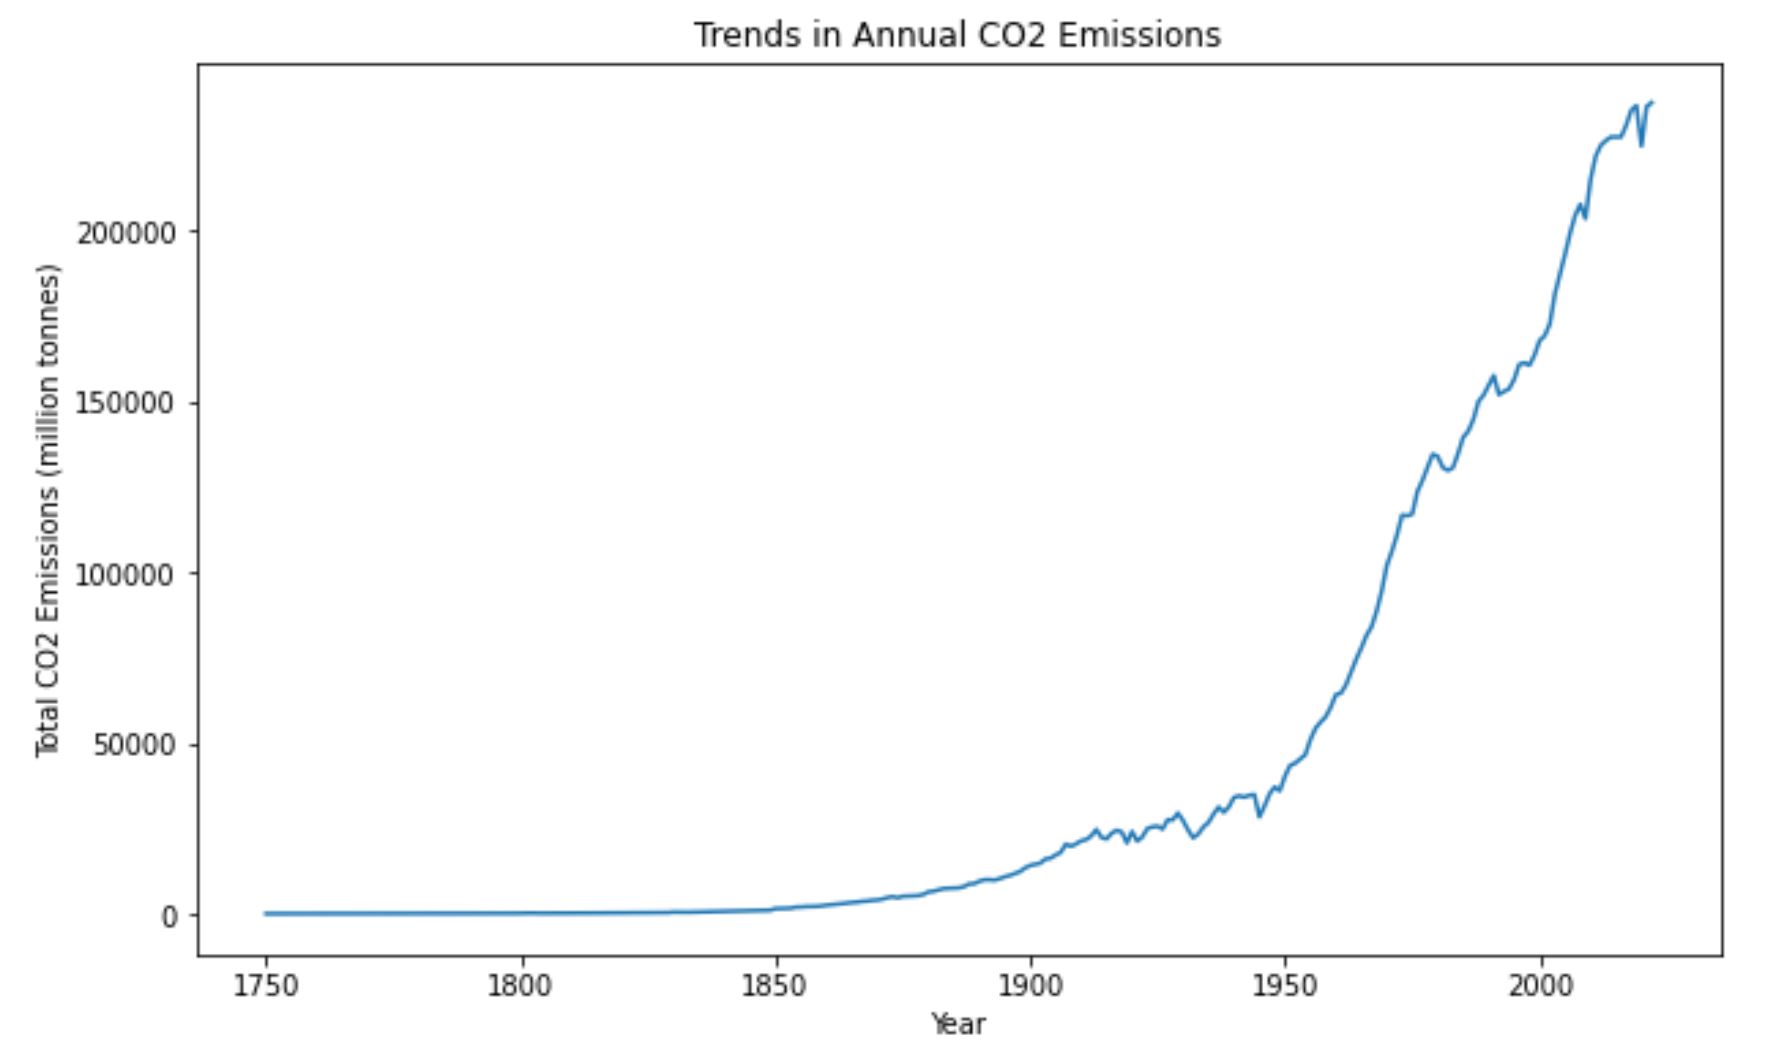 Trends in Annual CO2 Emissions
Total CO2 Emissions (million tonnes)
200000
150000
100000
50000
0
1750 1800 1850 1900 1950 2000
Year